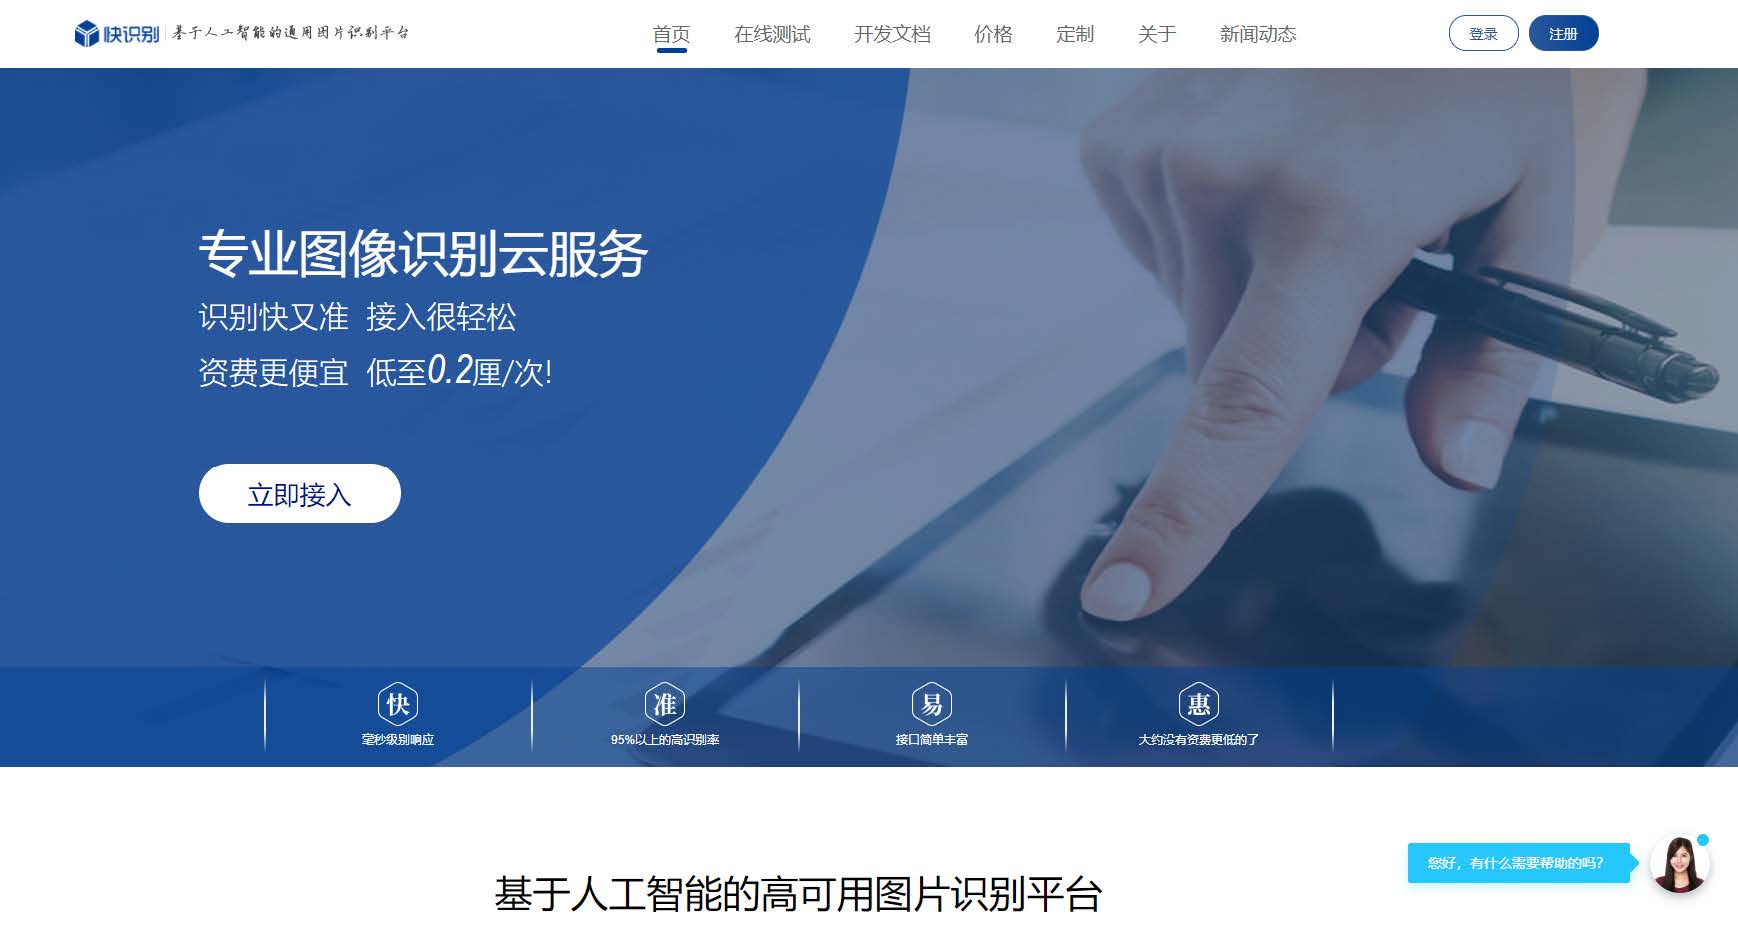 快识别 基于人工智能的通用图片识别平台
首页 在线测试 开发文档 价格 定制 关于 新闻动态 登录 注册
专业图像识别云服务
识别快又准 接入很轻松
资费更便宜 低至0.2厘/次!
立即接入
快 准 易 惠
毫秒级别响应 95%以上的高识别率 接口简单丰富 大约没有资费更低的了
您好，有什么需要帮助的吗？
基于人工智能的高可用图片识别平台